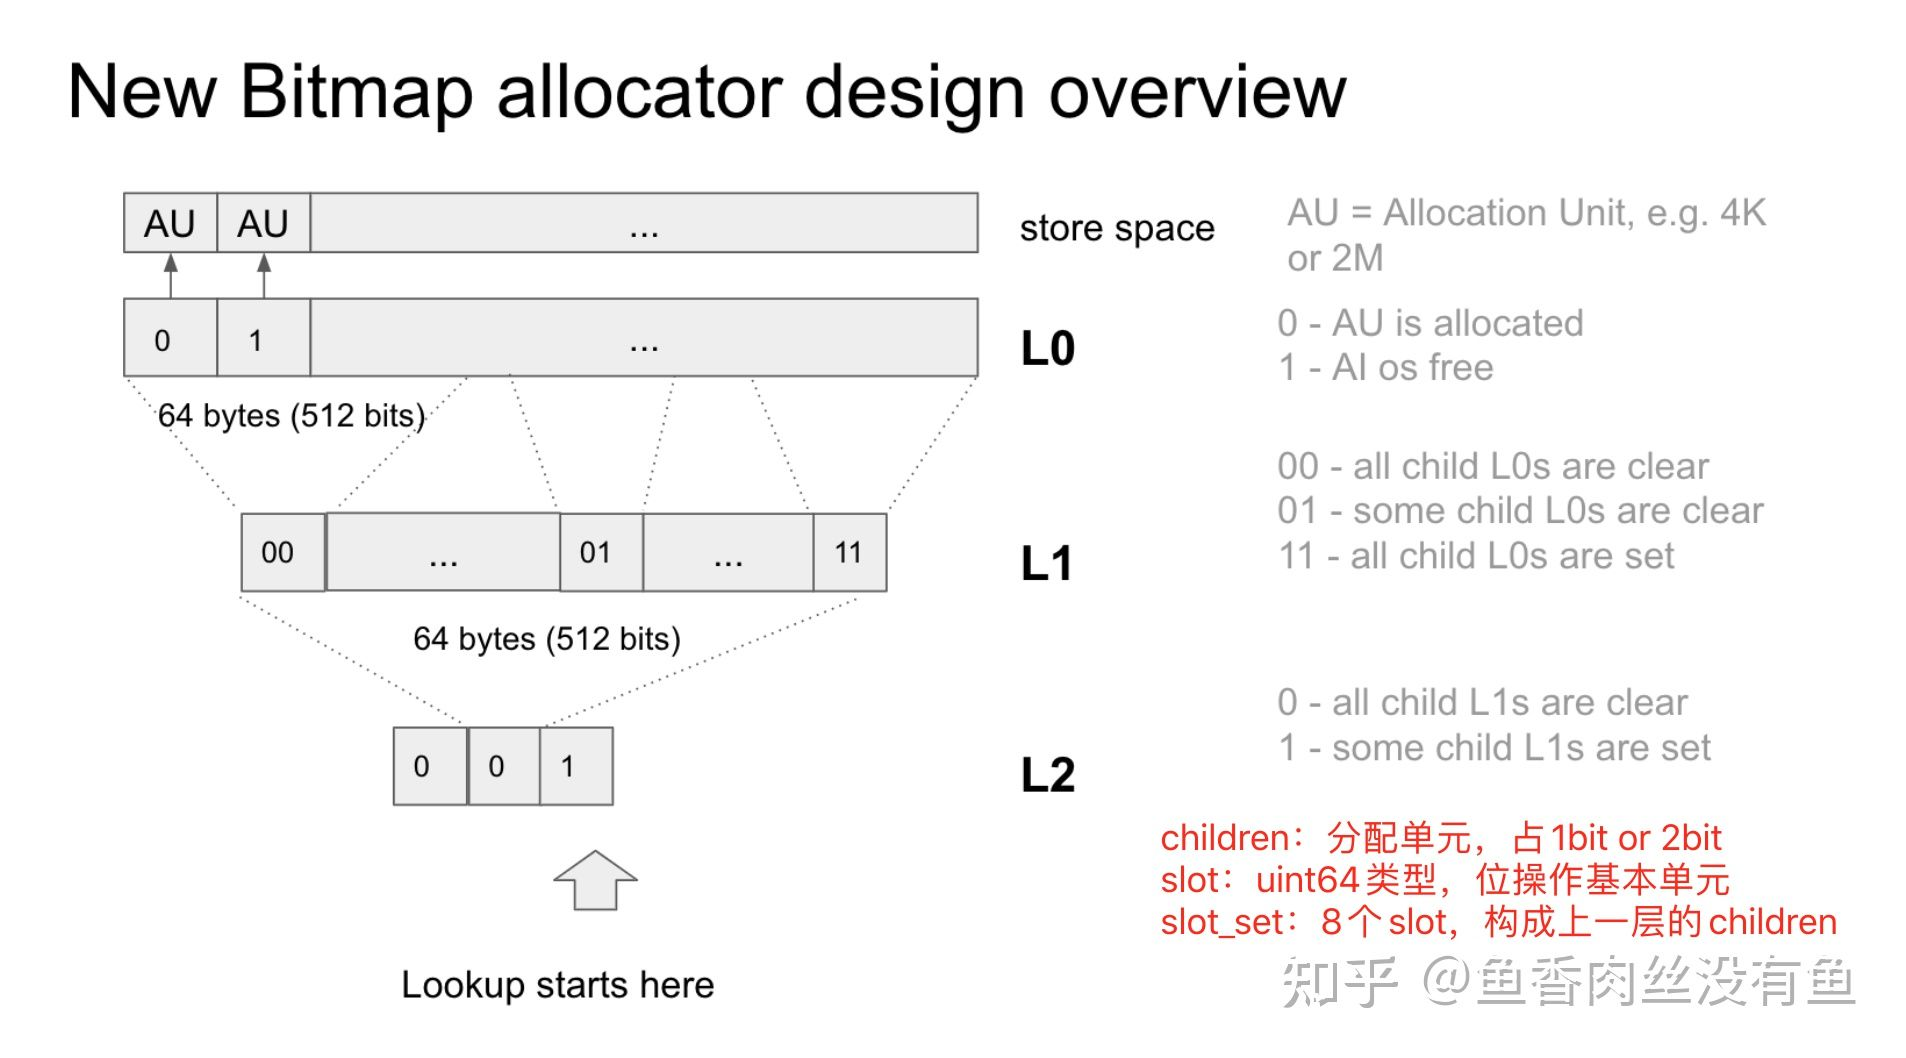 New Bitmap allocator design overview
AU AU ... store space
AU = Allocation Unit, e.g. 4K
or 2M
0 1 ... L0
0 - AU is allocated
1 - AI os free
64 bytes (512 bits)
00 ... 01 ... 11 L1
00 - all child L0s are clear
01 - some child L0s are clear
11 - all child L0s are set
64 bytes (512 bits)
0 0 1 L2
0 - all child L1s are clear
1 - some child L1s are set
children：分配单元，占1bit or 2bit
slot：uint64类型，位操作基本单元
slot_set：8个slot，构成上一层的children
Lookup starts here
知乎 @鱼香肉丝没有鱼